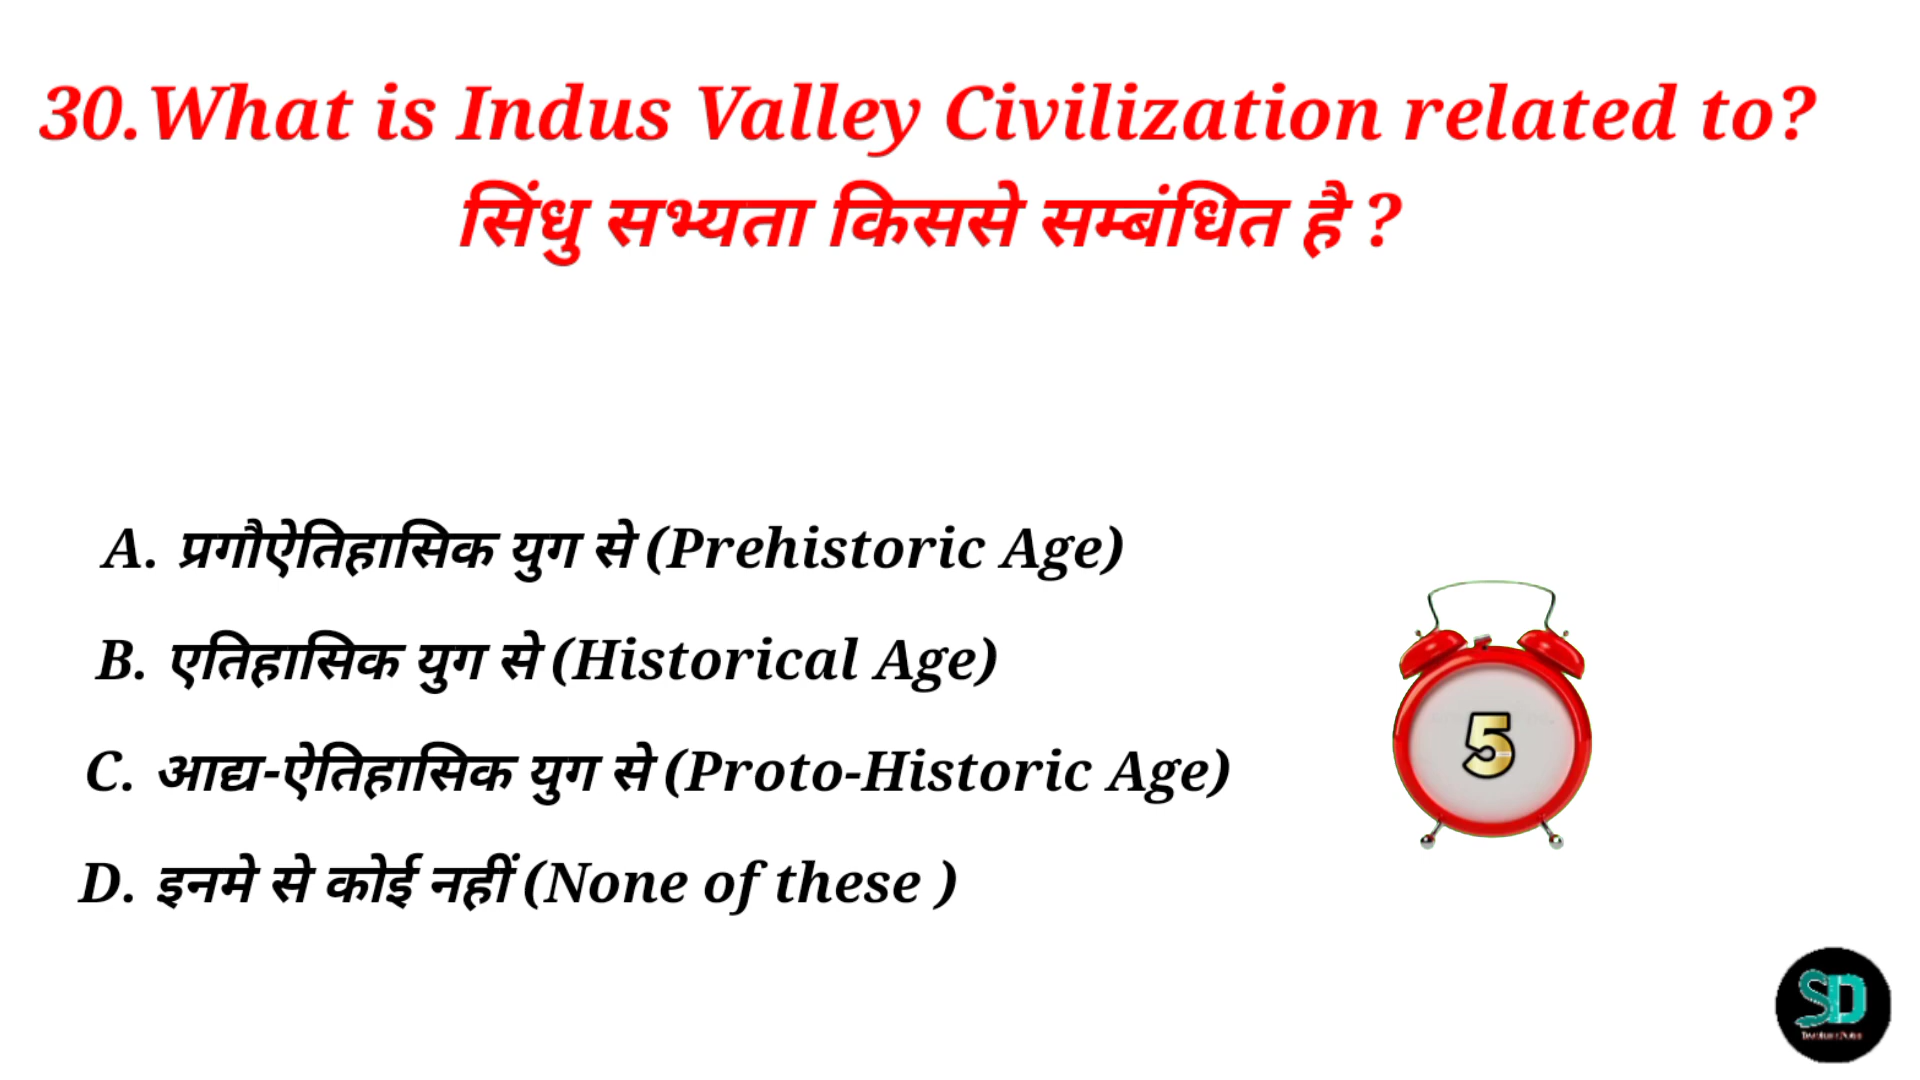 30.What is Indus Valley Civilization related to?
सिंधु सभ्यता किससे सम्बंधित है ?
A. प्रगौऐतिहासिक युग से (Prehistoric Age)
B. एतिहासिक युग से (Historical Age)
C. आद्य-ऐतिहासिक युग से (Proto-Historic Age)
5
D. इनमे से कोई नहीं (None of these )
SD